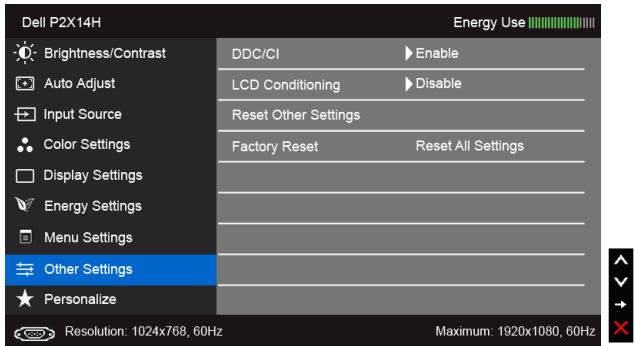 Dell P2X14H Energy Use
Brightness/Contrast DDC/CI Enable
Auto Adjust LCD Conditioning Disable
Input Source Reset Other Settings
Color Settings Factory Reset Reset All Settings
Display Settings
Energy Settings
Menu Settings
Other Settings
Personalize
Resolution: 1024x768, 60Hz Maximum: 1920x1080, 60Hz